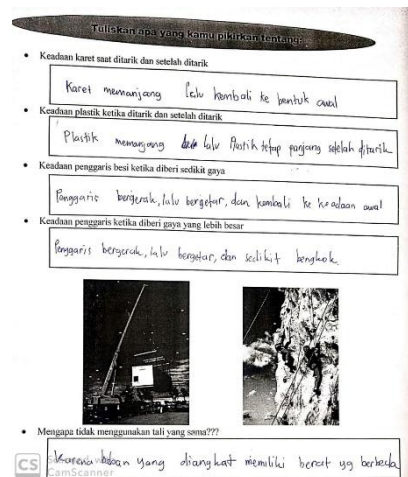 Tuliskan apa yang kamu pikirkan tentang:
Keadaan karet saat ditarik dan setelah ditarik
Karet memanjang lalu kembali ke bentuk awal
Keadaan plastik ketika ditarik dan setelah ditarik
Plastik memanjang lalu Plastik tetap panjang setelah ditarik
Keadaan penggaris besi ketika diberi sedikit gaya
Penggaris bergerak, lalu bergetar, dan kembali ke keadaan awal
Keadaan penggaris ketika diberi gaya yang lebih besar
Penggaris bergerak, lalu bergetar, dan sedikit bengkok
Mengapa tidak menggunakan tali yang sama???
Karena beban yang diangkat memiliki berat yg berbeda
CS
CamScanner